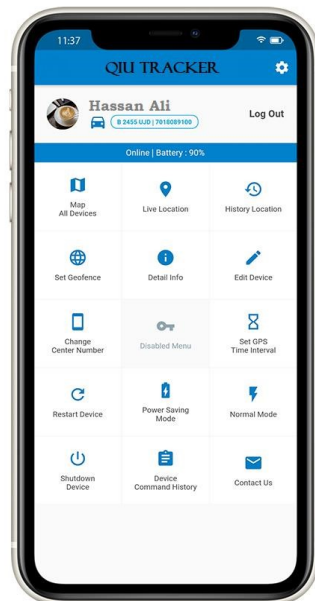 11:37
QIU TRACKER
Hassan Ali
Log Out
B 2455 UJD | 7018089100
Online | Battery : 90%
Map
All Devices
Live Location
History Location
Set Geofence
Detail Info
Edit Device
Change
Center Number
Disabled Menu
Set GPS
Time Interval
Restart Device
Power Saving
Mode
Normal Mode
Shutdown
Device
Device
Command History
Contact Us